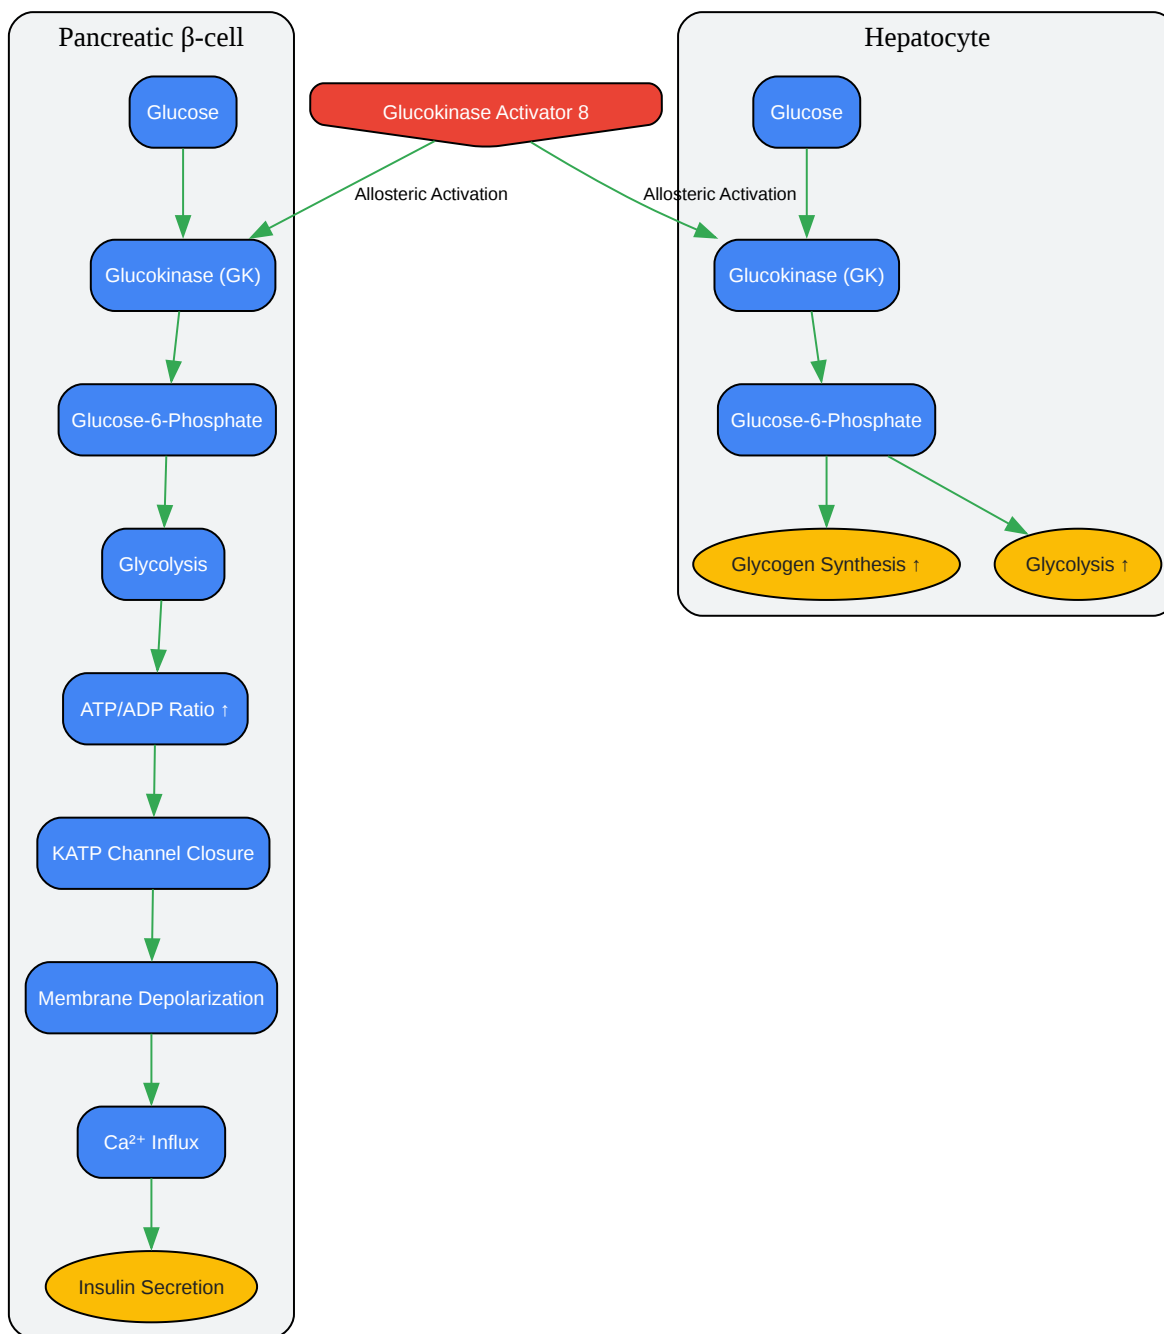 Pancreatic β-cell
Glucose
Glucokinase Activator 8
Allosteric Activation
Allosteric Activation
Glucokinase (GK)
Glucose-6-Phosphate
Glycolysis
ATP/ADP Ratio ↑
KATP Channel Closure
Membrane Depolarization
Ca²⁺ Influx
Insulin Secretion
Hepatocyte
Glucose
Glucokinase (GK)
Glucose-6-Phosphate
Glycogen Synthesis ↑
Glycolysis ↑